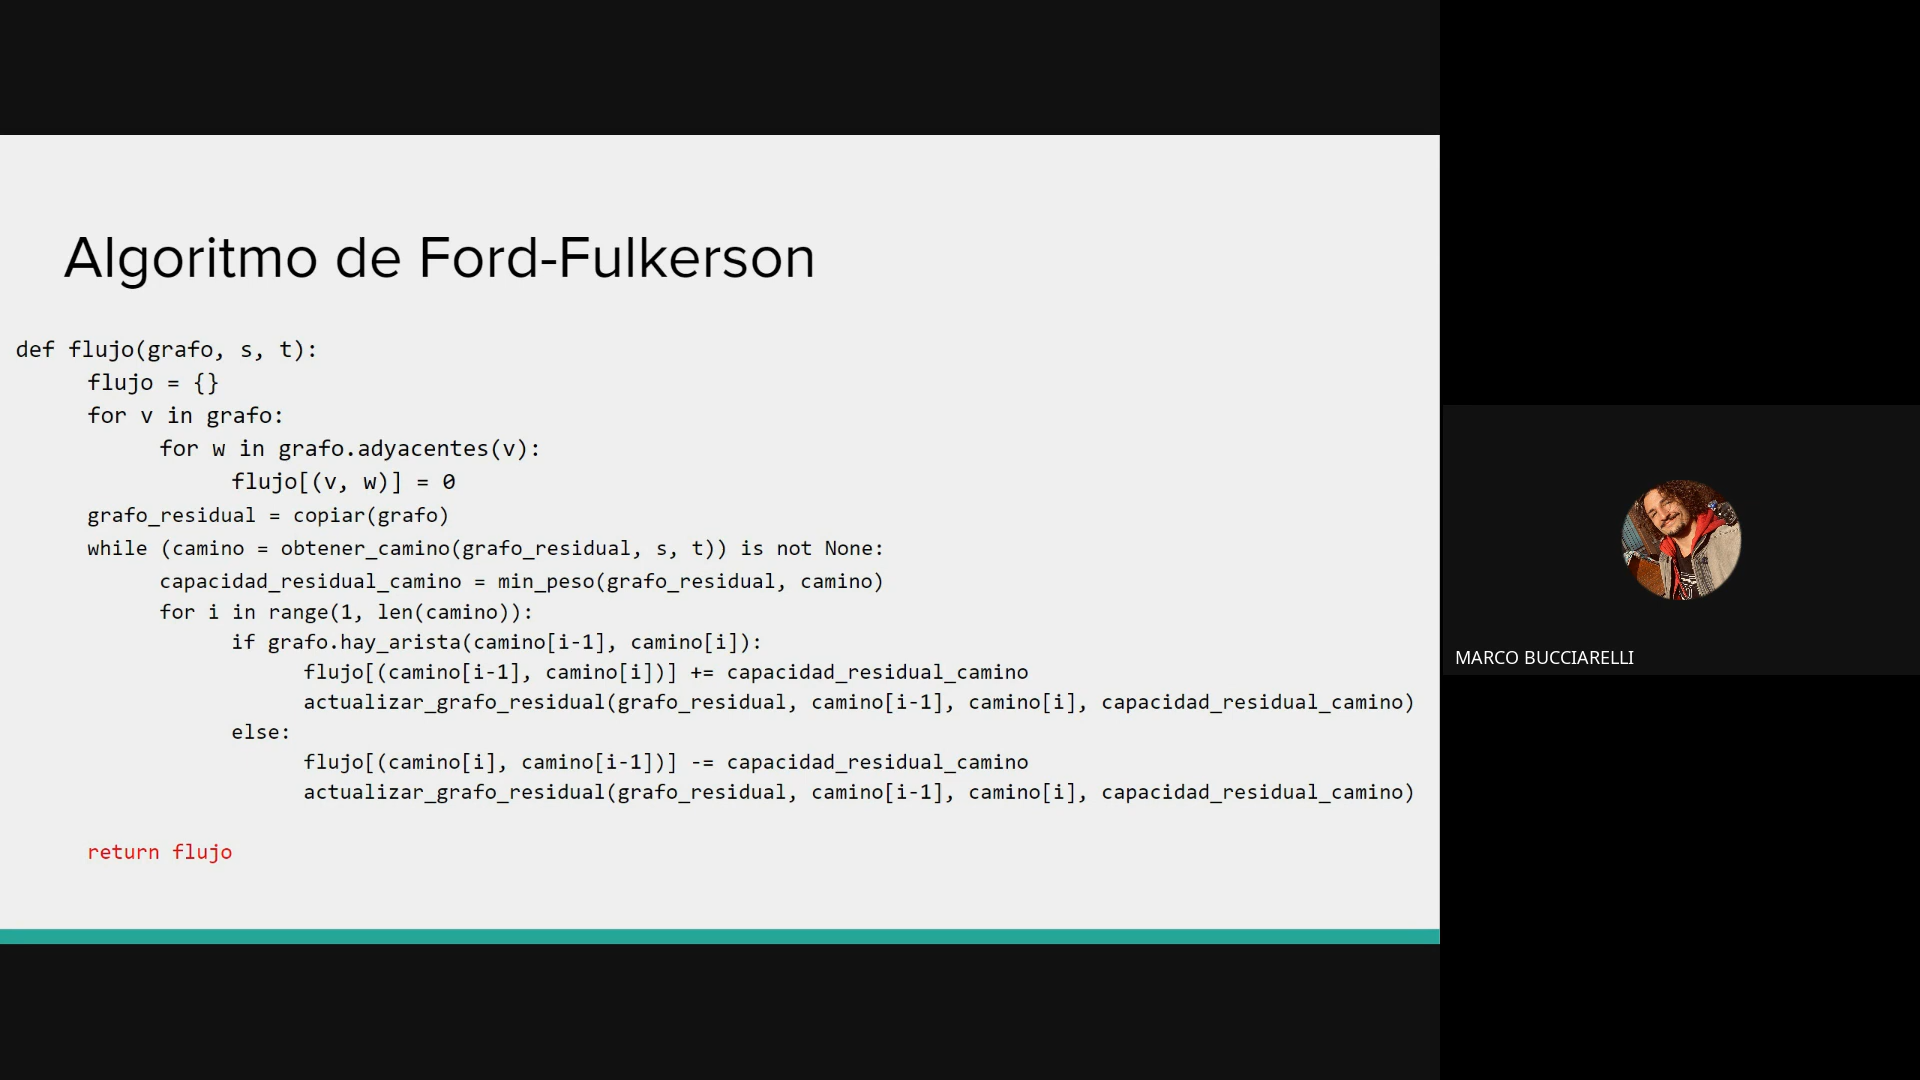 Algoritmo de Ford-Fulkerson
def flujo(grafo, s, t):
flujo = {}
for v in grafo:
for w in grafo.adyacentes(v):
flujo[(v, w)] = 0
grafo_residual = copiar(grafo)
while (camino = obtener_camino(grafo_residual, s, t)) is not None:
capacidad_residual_camino = min_peso(grafo_residual, camino)
for i in range(1, len(camino)):
if grafo.hay_arista(camino[i-1], camino[i]):
flujo[(camino[i-1], camino[i])] += capacidad_residual_camino
actualizar_grafo_residual(grafo_residual, camino[i-1], camino[i], capacidad_residual_camino)
else:
flujo[(camino[i], camino[i-1])] -= capacidad_residual_camino
actualizar_grafo_residual(grafo_residual, camino[i-1], camino[i], capacidad_residual_camino)
return flujo
MARCO BUCCIARELLI